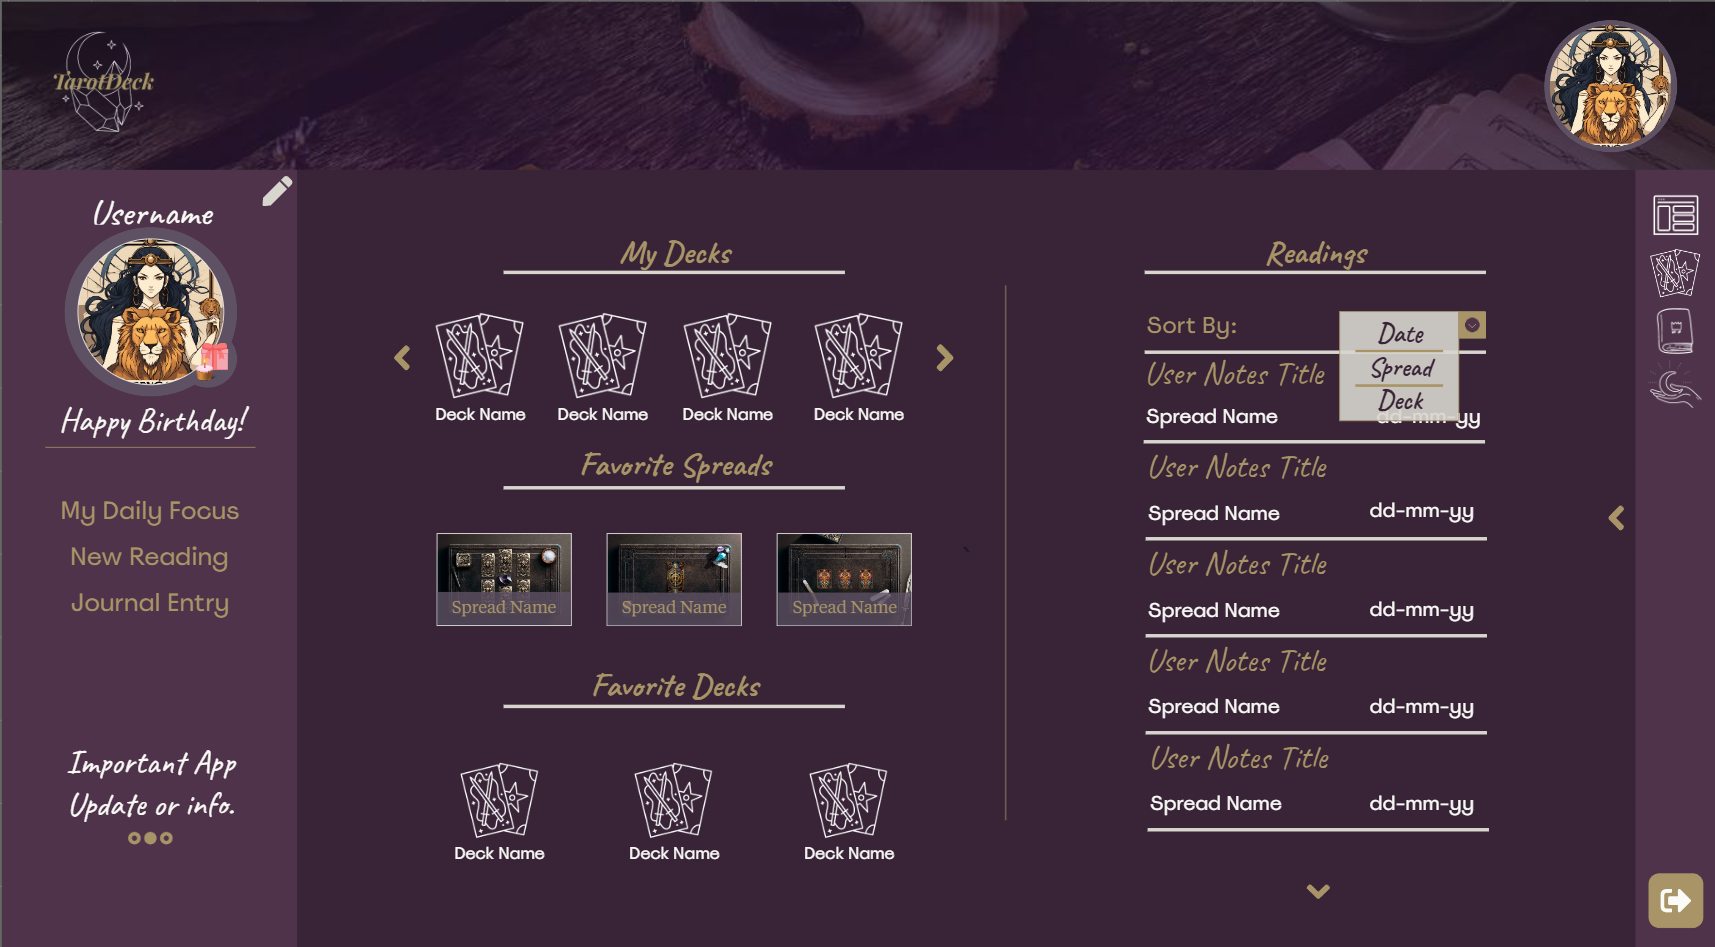 TarotDeck
Username
Happy Birthday!
My Daily Focus
New Reading
Journal Entry
Important App
Update or info.
My Decks
Deck Name
Deck Name
Deck Name
Deck Name
Favorite Spreads
Spread Name
Spread Name
Spread Name
Favorite Decks
Deck Name
Deck Name
Deck Name
Readings
Sort By:
Date
Spread
Deck
User Notes Title
Spread Name dd-mm-yy
User Notes Title
Spread Name dd-mm-yy
User Notes Title
Spread Name dd-mm-yy
User Notes Title
Spread Name dd-mm-yy
User Notes Title
Spread Name dd-mm-yy